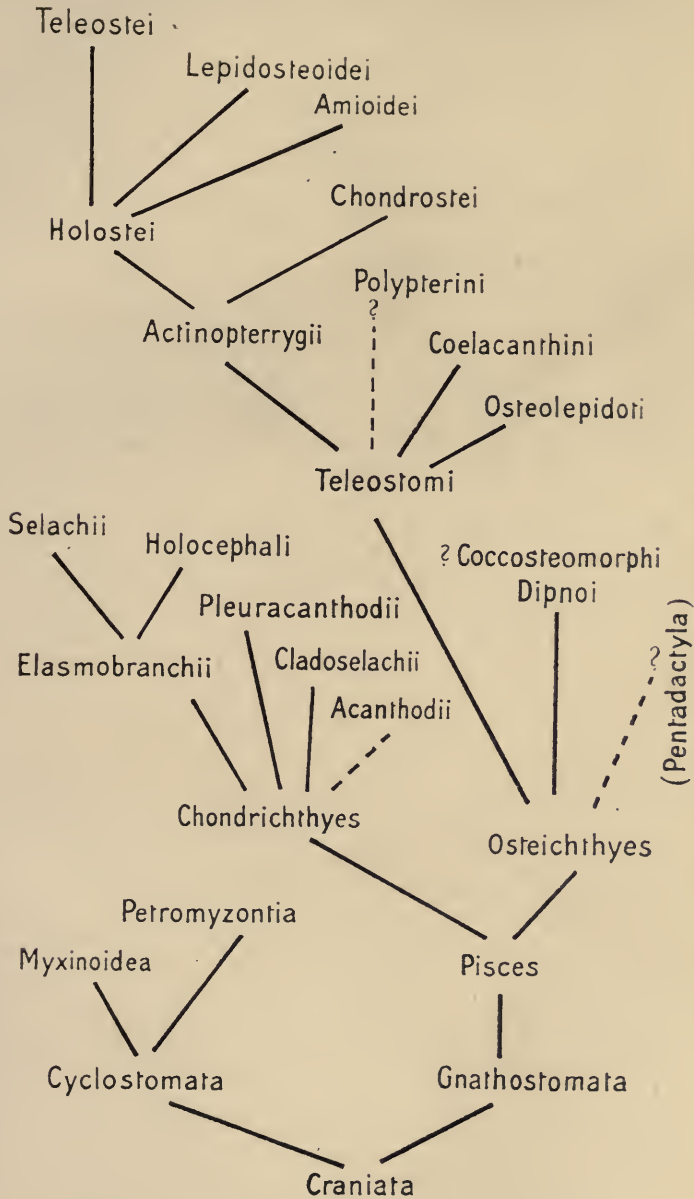 Teleostei
Lepidosteoidei
Amioidei
Chondrostei
Holostei
Polypterini
?
Actinopterrygii
Coelacanthini
Osteolepidoti
Teleostomi
Selachii
Holocephali
? Coccosteomorphi
Dipnoi
Pleuracanthodii
?
(Pentadactyla)
Elasmobranchii
Cladoselachii
Acanthodii
Chondrichthyes
Osteichthyes
Petromyzontia
Myxinoidea
Pisces
Cyclostomata
Gnathostomata
Craniata